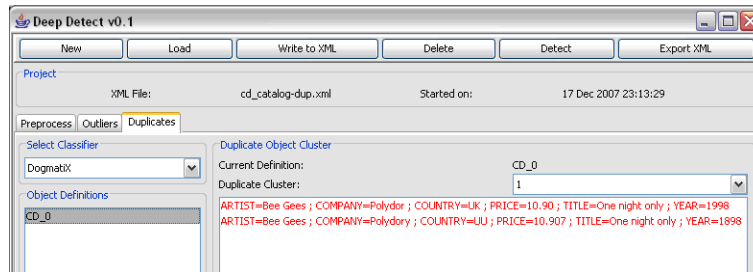 Deep Detect v0.1
New Load Write to XML Delete Detect Export XML
Project
XML File: cd_catalog-dup.xml Started on: 17 Dec 2007 23:13:29
Preprocess Outliers Duplicates
Select Classifier
DogmatiX
Object Definitions
CD_0
Duplicate Object Cluster
Current Definition: CD_0
Duplicate Cluster: 1
ARTIST=Bee Gees ; COMPANY=Polydor ; COUNTRY=UK ; PRICE=10.90 ; TITLE=One night only ; YEAR=1998
ARTIST=Bee Gees ; COMPANY=Polydory ; COUNTRY=UU ; PRICE=10.907 ; TITLE=One night only ; YEAR=1898